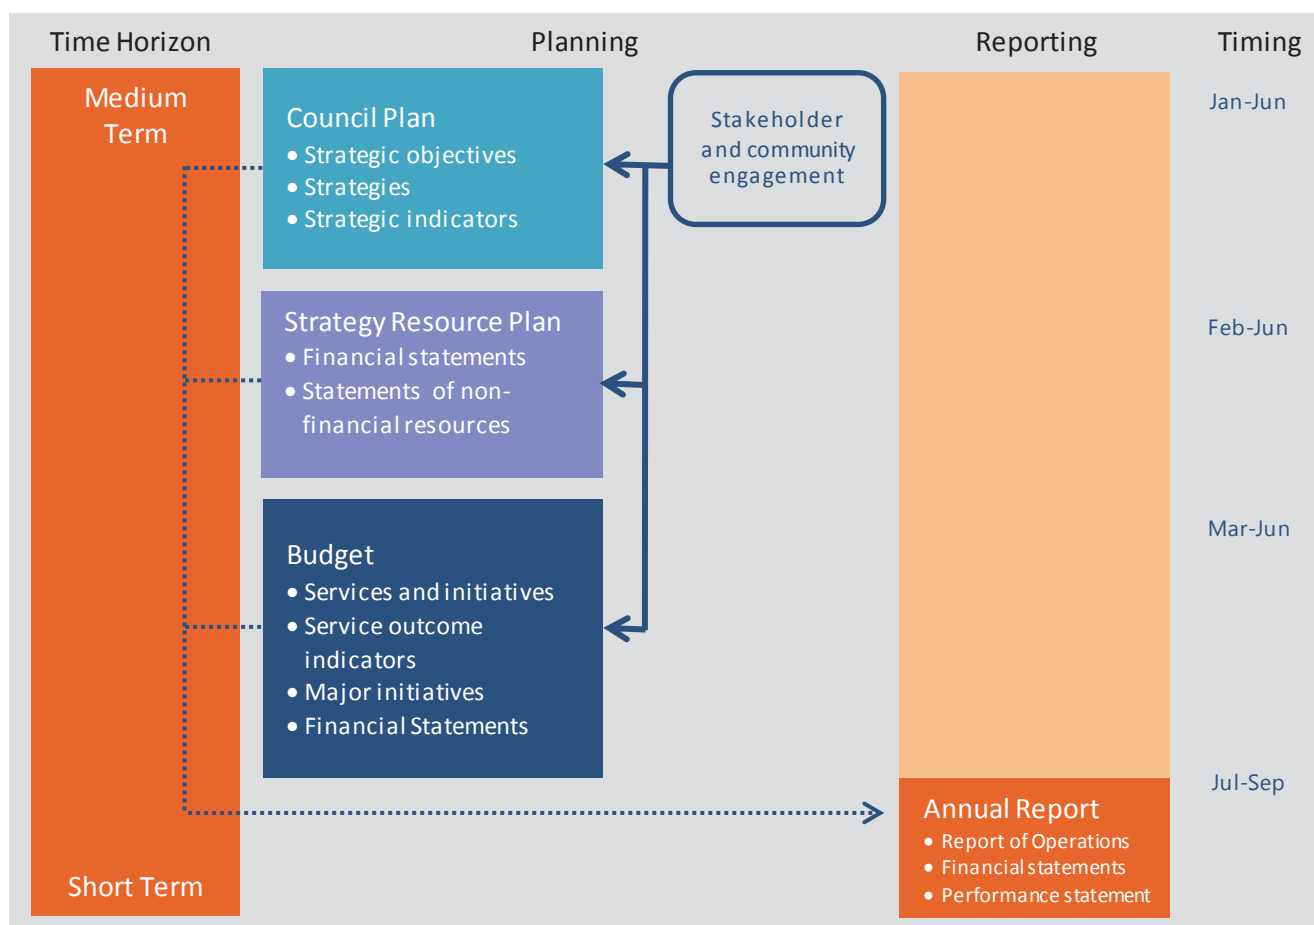 Time Horizon
Planning
Reporting
Timing
Medium
Term
Council Plan
• Strategic objectives
• Strategies
• Strategic indicators
Stakeholder
and community
engagement
Jan-Jun
Strategy Resource Plan
• Financial statements
• Statements of non-
financial resources
Feb-Jun
Budget
• Services and initiatives
• Service outcome
indicators
• Major initiatives
• Financial Statements
Mar-Jun
Jul-Sep
Annual Report
• Report of Operations
• Financial statements
• Performance statement
Short Term